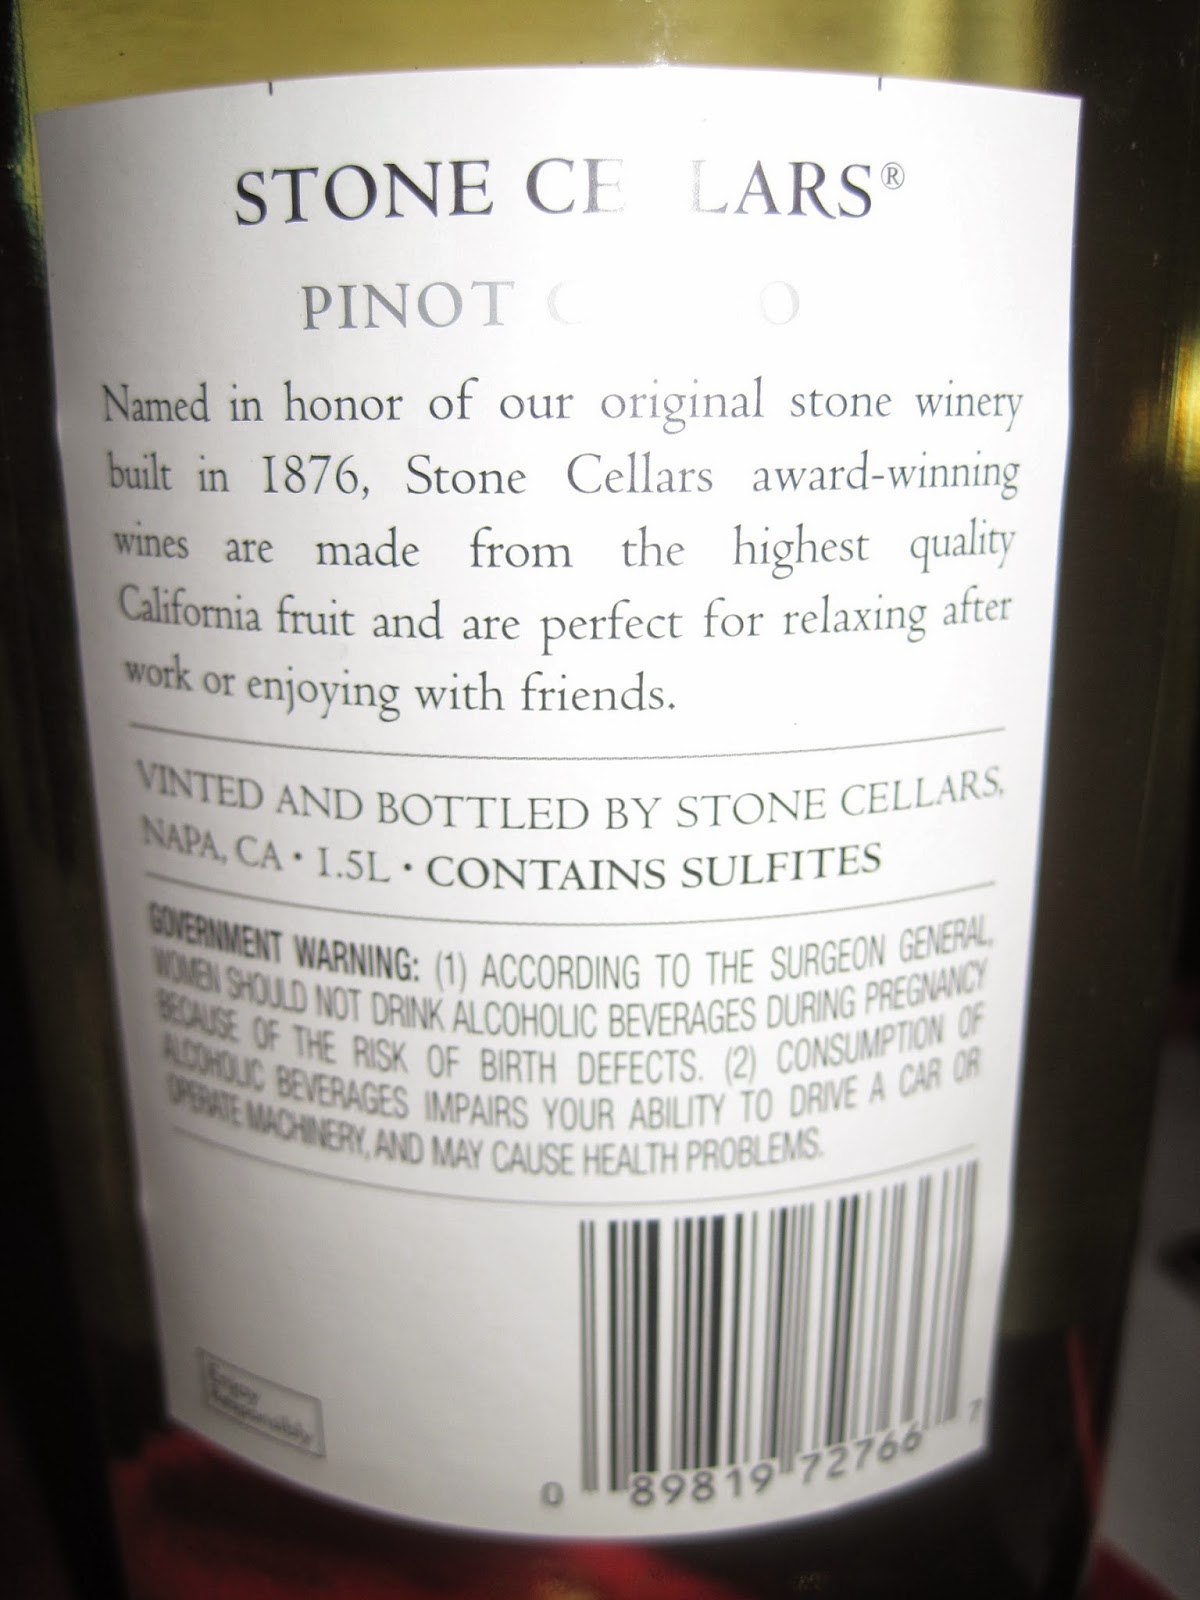 STONE CE LARS®
PINOT
Named in honor of our original stone winery
built in 1876, Stone Cellars award-winning
wines are made from the highest quality
California fruit and are perfect for relaxing after
work or enjoying with friends.
VINTED AND BOTTLED BY STONE CELLARS,
NAPA, CA • 1.5L • CONTAINS SULFITES
GOVERNMENT WARNING: (1) ACCORDING TO THE SURGEON GENERAL,
WOMEN SHOULD NOT DRINK ALCOHOLIC BEVERAGES DURING PREGNANCY
BECAUSE OF THE RISK OF BIRTH DEFECTS. (2) CONSUMPTION OF
ALCOHOLIC BEVERAGES IMPAIRS YOUR ABILITY TO DRIVE A CAR OR
OPERATE MACHINERY, AND MAY CAUSE HEALTH PROBLEMS.
Enjoy
Responsibly
0 89819 72766 7